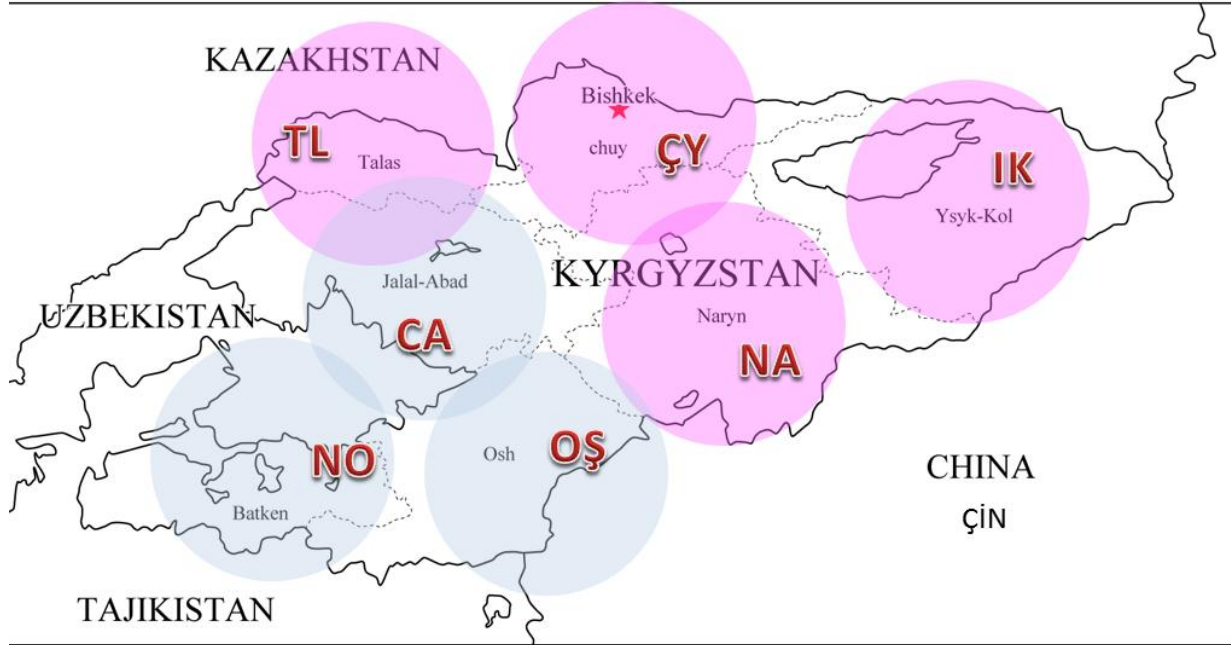 KAZAKHSTAN
Bishkek
TL
Talas
chuy
ÇY
IK
Ysyk-Kol
Jalal-Abad
KYRGYZSTAN
UZBEKISTAN
CA
Naryn
NA
NO
Osh
OŞ
Batken
CHINA
ÇİN
TAJIKISTAN